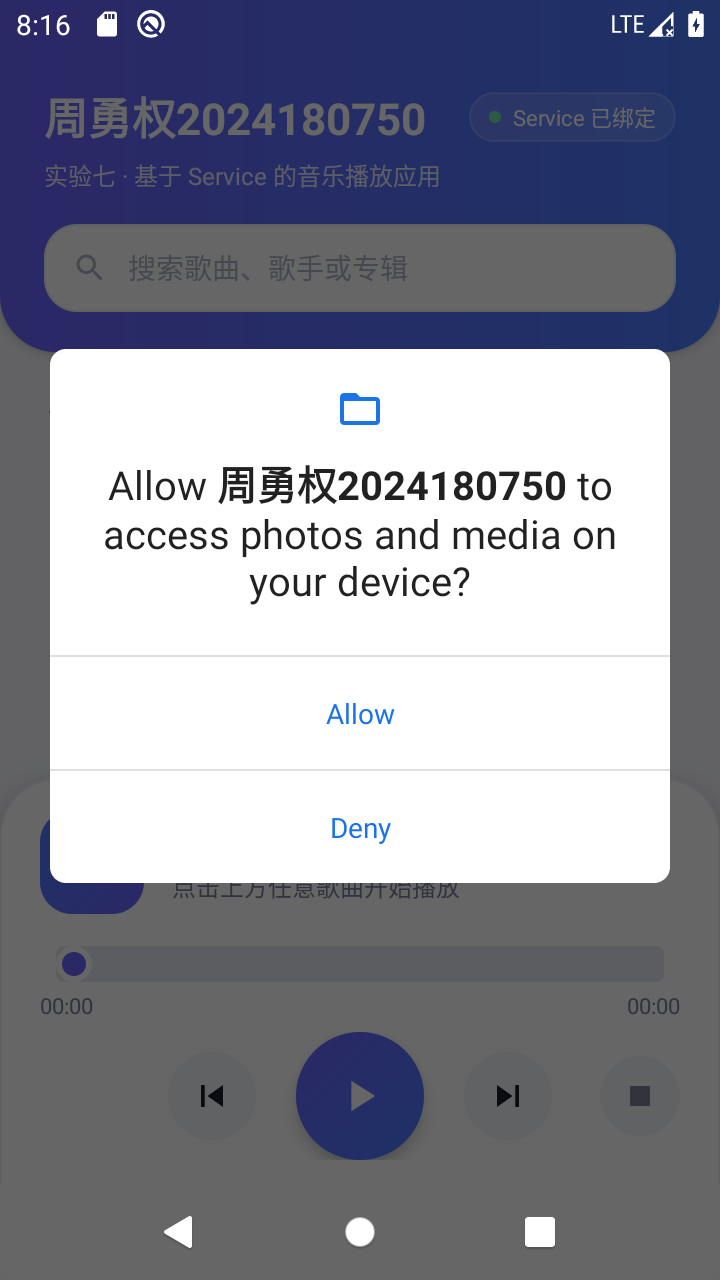 8:16
LTE
周勇权2024180750
Service 已绑定
实验七 · 基于 Service 的音乐播放应用
搜索歌曲、歌手或专辑
Allow 周勇权2024180750 to
access photos and media on
your device?
Allow
Deny
点击上方任意歌曲开始播放
00:00
00:00